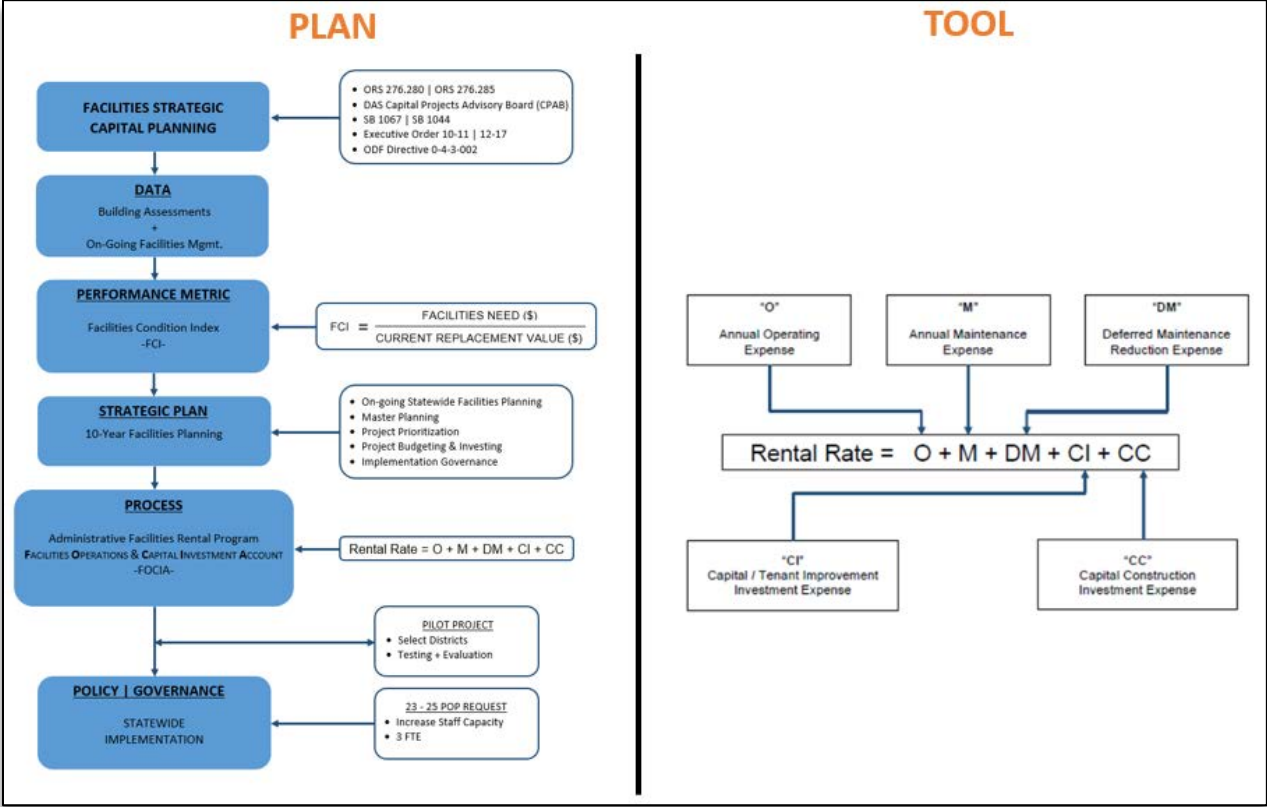 PLAN
FACILITIES STRATEGIC
CAPITAL PLANNING
• ORS 276.280 | ORS 276.285
• DAS Capital Projects Advisory Board (CPAB)
• SB 1067 | SB 1044
• Executive Order 10-11 | 12-17
• ODF Directive 0-4-3-002
DATA
Building Assessments
+
On-Going Facilities Mgmt.
PERFORMANCE METRIC
Facilities Condition Index
-FCI-
FCI = FACILITIES NEED ($)
CURRENT REPLACEMENT VALUE ($)
STRATEGIC PLAN
10-Year Facilities Planning
• On-going Statewide Facilities Planning
• Master Planning
• Project Prioritization
• Project Budgeting & Investing
• Implementation Governance
PROCESS
Administrative Facilities Rental Program
FACILITIES OPERATIONS & CAPITAL INVESTMENT ACCOUNT
-FOCIA-
Rental Rate = O + M + DM + CI + CC
PILOT PROJECT
• Select Districts
• Testing + Evaluation
POLICY | GOVERNANCE
STATEWIDE
IMPLEMENTATION
23 - 25 POP REQUEST
• Increase Staff Capacity
• 3 FTE
TOOL
"O"
Annual Operating
Expense
"M"
Annual Maintenance
Expense
"DM"
Deferred Maintenance
Reduction Expense
Rental Rate = O + M + DM + CI + CC
"CI"
Capital / Tenant Improvement
Investment Expense
"CC"
Capital Construction
Investment Expense